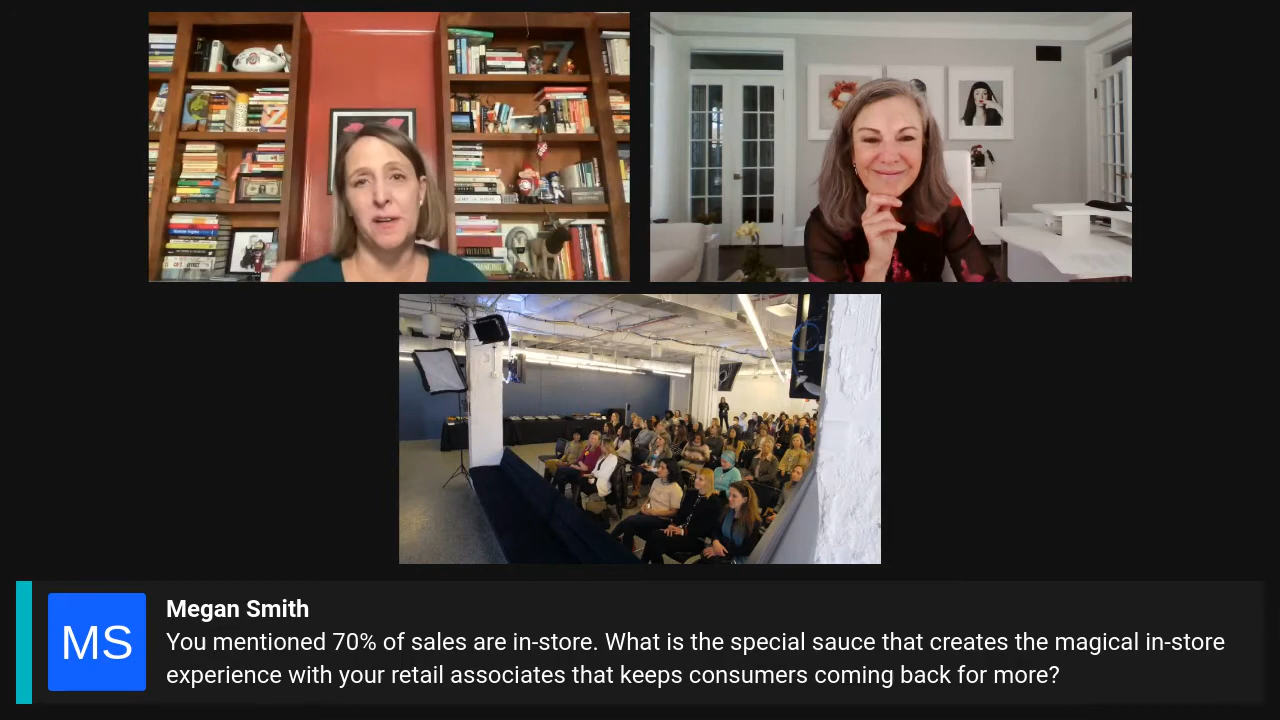 MS
Megan Smith
You mentioned 70% of sales are in-store. What is the special sauce that creates the magical in-store
experience with your retail associates that keeps consumers coming back for more?